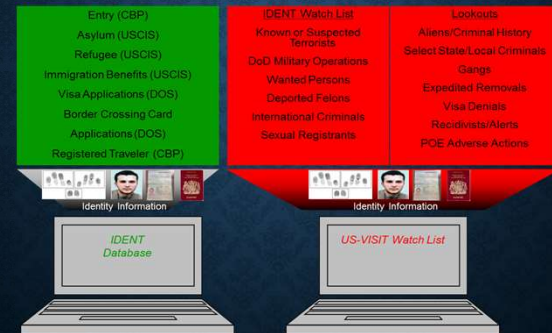 Entry (CBP)
Asylum (USCIS)
Refugee (USCIS)
Immigration Benefits (USCIS)
Visa Applications (DOS)
Border Crossing Card
Applications (DOS)
Registered Traveler (CBP)
IDENT Watch List
Known or Suspected
Terrorists
DoD Military Operations
Wanted Persons
Deported Felons
International Criminals
Sexual Registrants
Lookouts
Aliens/Criminal History
Select State/Local Criminals
Gangs
Expedited Removals
Visa Denials
Recidivists/Alerts
POE Adverse Actions
Identity Information
Identity Information
IDENT
Database
US-VISIT Watch List